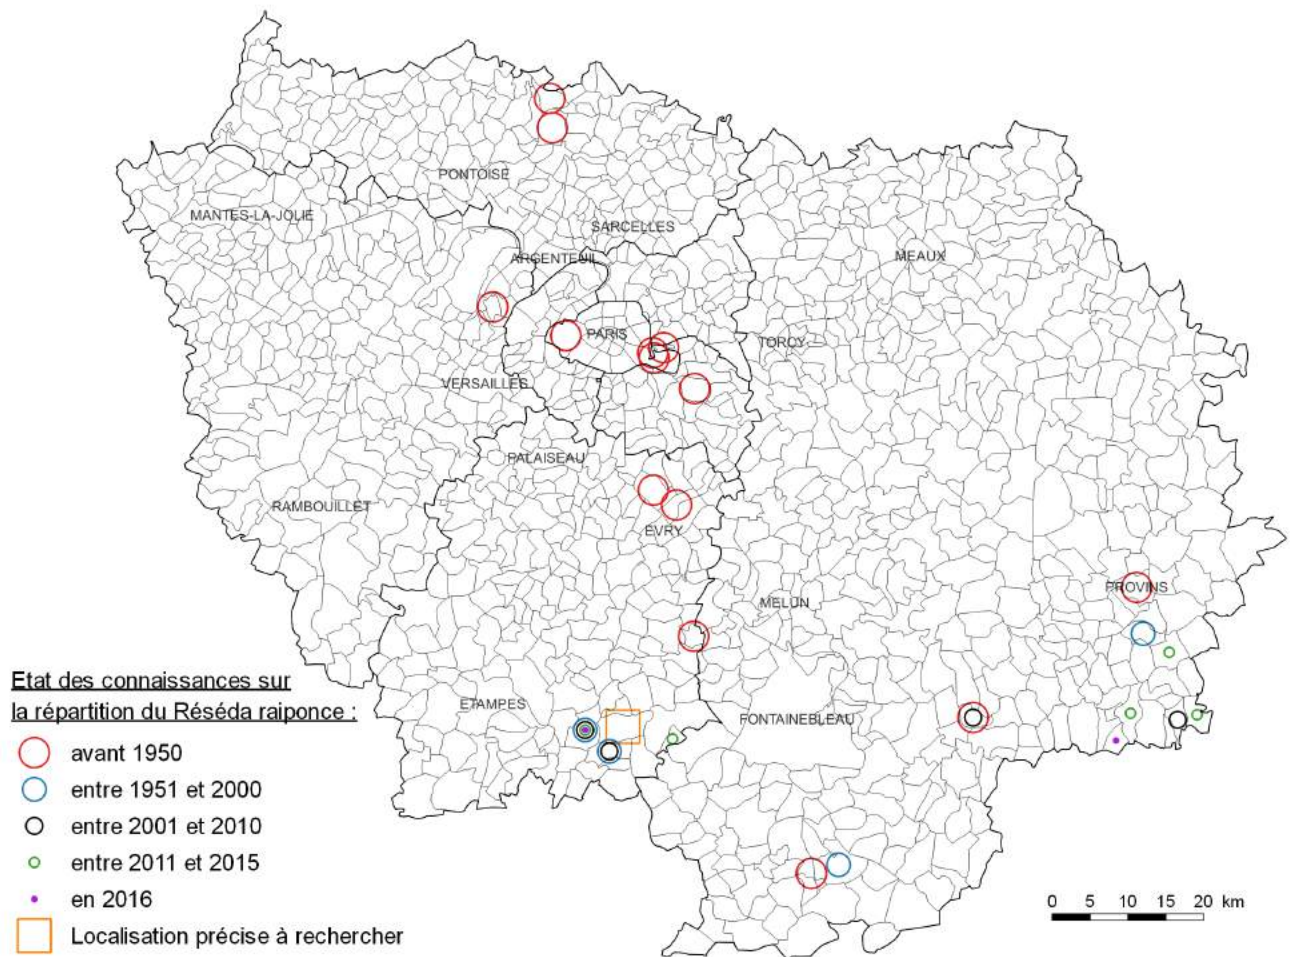 PONTOISE
MANTES-LA-JOLIE
SARCELLES
ARGENTEUIL
MEAUX
PARIS
TORCY
VERSAILLES
PALAISEAU
RAMBOUILLET
EVRY
PROVINS
MELUN
ETAMPES
FONTAINEBLEAU
Etat des connaissances sur
la répartition du Réséda raiponce :
avant 1950
entre 1951 et 2000
entre 2001 et 2010
entre 2011 et 2015
en 2016
Localisation précise à rechercher
0 5 10 15 20 km